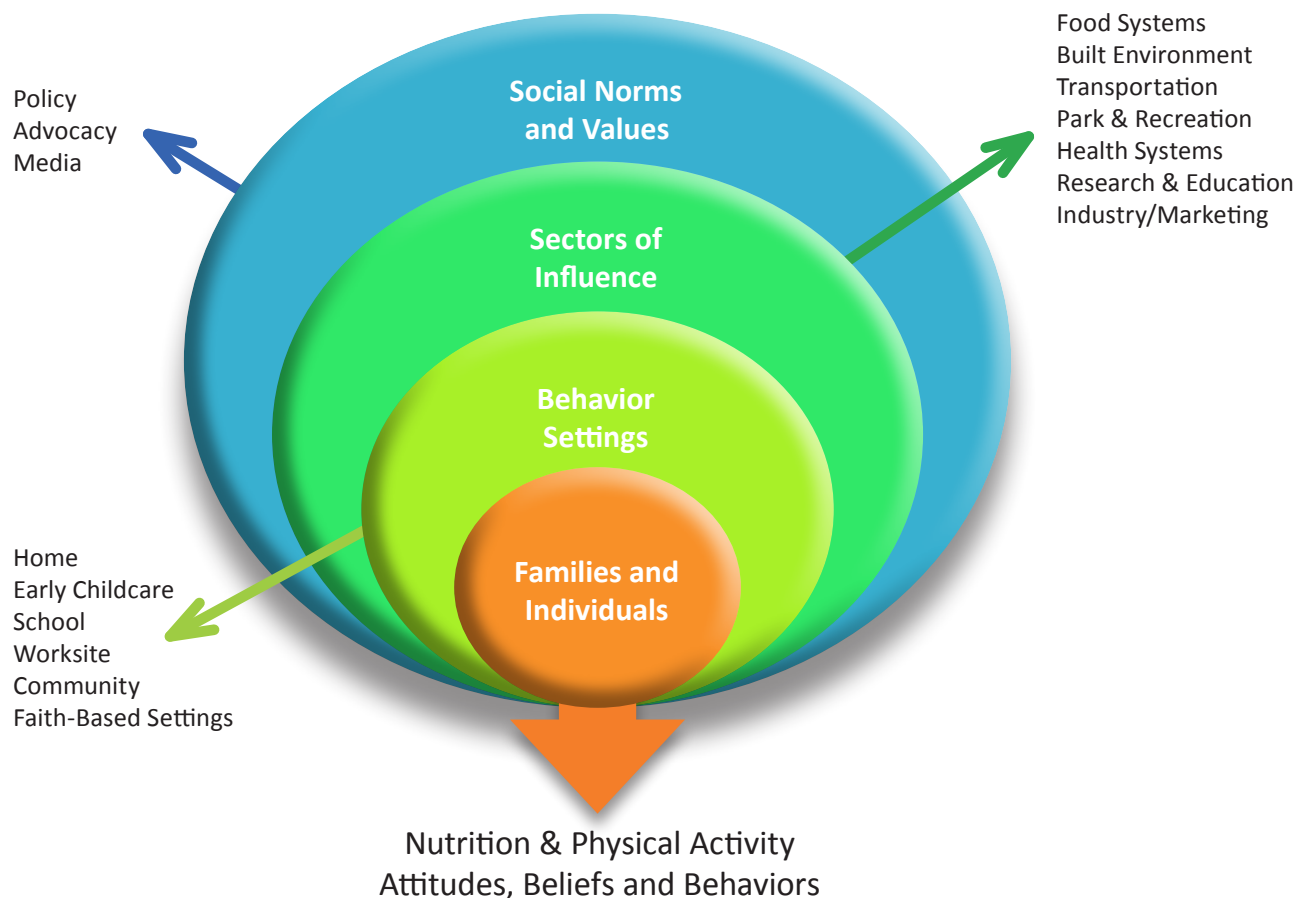 Policy
Advocacy
Media
Social Norms
and Values
Food Systems
Built Environment
Transportation
Park & Recreation
Health Systems
Research & Education
Industry/Marketing
Sectors of
Influence
Behavior
Settings
Home
Early Childcare
School
Worksite
Community
Faith-Based Settings
Families and
Individuals
Nutrition & Physical Activity
Attitudes, Beliefs and Behaviors